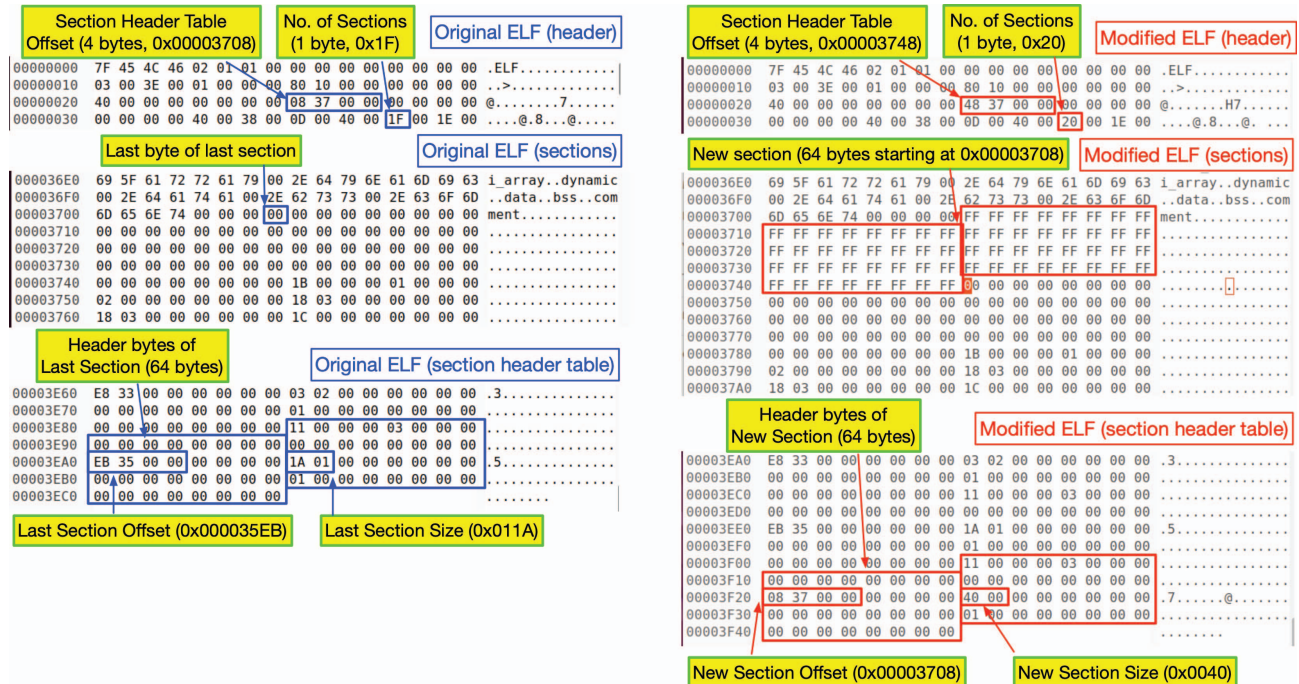 Section Header Table
Offset (4 bytes, 0x00003708)
No. of Sections
(1 byte, 0x1F)
Original ELF (header)
00000000 7F 45 4C 46 02 01 01 00 00 00 00 00 00 00 00 00 .ELF............
00000010 03 00 3E 00 01 00 00 00 80 10 00 00 00 00 00 00 ..>.............
00000020 40 00 00 00 00 00 00 00 08 37 00 00 00 00 00 00 @........7......
00000030 00 00 00 00 40 00 38 00 0D 00 40 00 1F 00 1E 00 ....@.8...@.....
Last byte of last section
Original ELF (sections)
000036E0 69 5F 61 72 72 61 79 00 2E 64 79 6E 61 6D 69 63 i_array..dynamic
000036F0 00 2E 64 61 74 61 00 2E 62 73 73 00 2E 63 6F 6D ..data..bss..com
00003700 6D 65 6E 74 00 00 00 00 00 00 00 00 00 00 00 00 ment............
00003710 00 00 00 00 00 00 00 00 00 00 00 00 00 00 00 00 ................
00003720 00 00 00 00 00 00 00 00 00 00 00 00 00 00 00 00 ................
00003730 00 00 00 00 00 00 00 00 00 00 00 00 00 00 00 00 ................
00003740 00 00 00 00 00 00 00 00 1B 00 00 00 01 00 00 00 ................
00003750 02 00 00 00 00 00 00 00 18 03 00 00 00 00 00 00 ................
00003760 18 03 00 00 00 00 00 00 1C 00 00 00 00 00 00 00 ................
Header bytes of
Last Section (64 bytes)
Original ELF (section header table)
00003E60 E8 33 00 00 00 00 00 00 03 02 00 00 00 00 00 00 .3..............
00003E70 00 00 00 00 00 00 00 00 01 00 00 00 00 00 00 00 ................
00003E80 00 00 00 00 00 00 00 00 11 00 00 00 03 00 00 00 ................
00003E90 00 00 00 00 00 00 00 00 00 00 00 00 00 00 00 00 ................
00003EA0 EB 35 00 00 00 00 00 00 1A 01 00 00 00 00 00 00 .5..............
00003EB0 00 00 00 00 00 00 00 00 01 00 00 00 00 00 00 00 ................
00003EC0 00 00 00 00 00 00 00 00 ........
Last Section Offset (0x000035EB)
Last Section Size (0x011A)
Section Header Table
Offset (4 bytes, 0x00003748)
No. of Sections
(1 byte, 0x20)
Modified ELF (header)
00000000 7F 45 4C 46 02 01 01 00 00 00 00 00 00 00 00 00 .ELF............
00000010 03 00 3E 00 01 00 00 00 80 10 00 00 00 00 00 00 ..>.............
00000020 40 00 00 00 00 00 00 00 48 37 00 00 00 00 00 00 @.......H7......
00000030 00 00 00 00 40 00 38 00 0D 00 40 00 20 00 1E 00 ....@.8...@. ...
New section (64 bytes starting at 0x00003708)
Modified ELF (sections)
000036E0 69 5F 61 72 72 61 79 00 2E 64 79 6E 61 6D 69 63 i_array..dynamic
000036F0 00 2E 64 61 74 61 00 2E 62 73 73 00 2E 63 6F 6D ..data..bss..com
00003700 6D 65 6E 74 00 00 00 00 FF FF FF FF FF FF FF FF ment............
00003710 FF FF FF FF FF FF FF FF FF FF FF FF FF FF FF FF ................
00003720 FF FF FF FF FF FF FF FF FF FF FF FF FF FF FF FF ................
00003730 FF FF FF FF FF FF FF FF FF FF FF FF FF FF FF FF ................
00003740 FF FF FF FF FF FF FF FF 00 00 00 00 00 00 00 00 ................
00003750 00 00 00 00 00 00 00 00 00 00 00 00 00 00 00 00 ................
00003760 00 00 00 00 00 00 00 00 00 00 00 00 00 00 00 00 ................
00003770 00 00 00 00 00 00 00 00 00 00 00 00 00 00 00 00 ................
00003780 00 00 00 00 00 00 00 00 1B 00 00 00 01 00 00 00 ................
00003790 02 00 00 00 00 00 00 00 18 03 00 00 00 00 00 00 ................
000037A0 18 03 00 00 00 00 00 00 1C 00 00 00 00 00 00 00 ................
Header bytes of
New Section (64 bytes)
Modified ELF (section header table)
00003EA0 E8 33 00 00 00 00 00 00 03 02 00 00 00 00 00 00 .3..............
00003EB0 00 00 00 00 00 00 00 00 01 00 00 00 00 00 00 00 ................
00003EC0 00 00 00 00 00 00 00 00 11 00 00 00 03 00 00 00 ................
00003ED0 00 00 00 00 00 00 00 00 00 00 00 00 00 00 00 00 ................
00003EE0 EB 35 00 00 00 00 00 00 1A 01 00 00 00 00 00 00 .5..............
00003EF0 00 00 00 00 00 00 00 00 01 00 00 00 00 00 00 00 ................
00003F00 00 00 00 00 00 00 00 00 11 00 00 00 03 00 00 00 ................
00003F10 00 00 00 00 00 00 00 00 00 00 00 00 00 00 00 00 ................
00003F20 08 37 00 00 00 00 00 00 40 00 00 00 00 00 00 00 .7......@.......
00003F30 00 00 00 00 00 00 00 00 01 00 00 00 00 00 00 00 ................
00003F40 00 00 00 00 00 00 00 00 ........
New Section Offset (0x00003708)
New Section Size (0x0040)